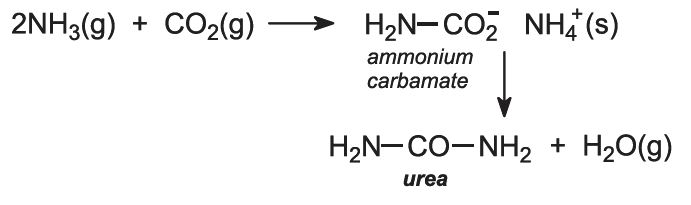 2NH₃(g) + CO₂(g) ⟶ H₂N—CO₂⁻ NH₄⁺(s)
ammonium
carbamate
H₂N—CO—NH₂ + H₂O(g)
urea